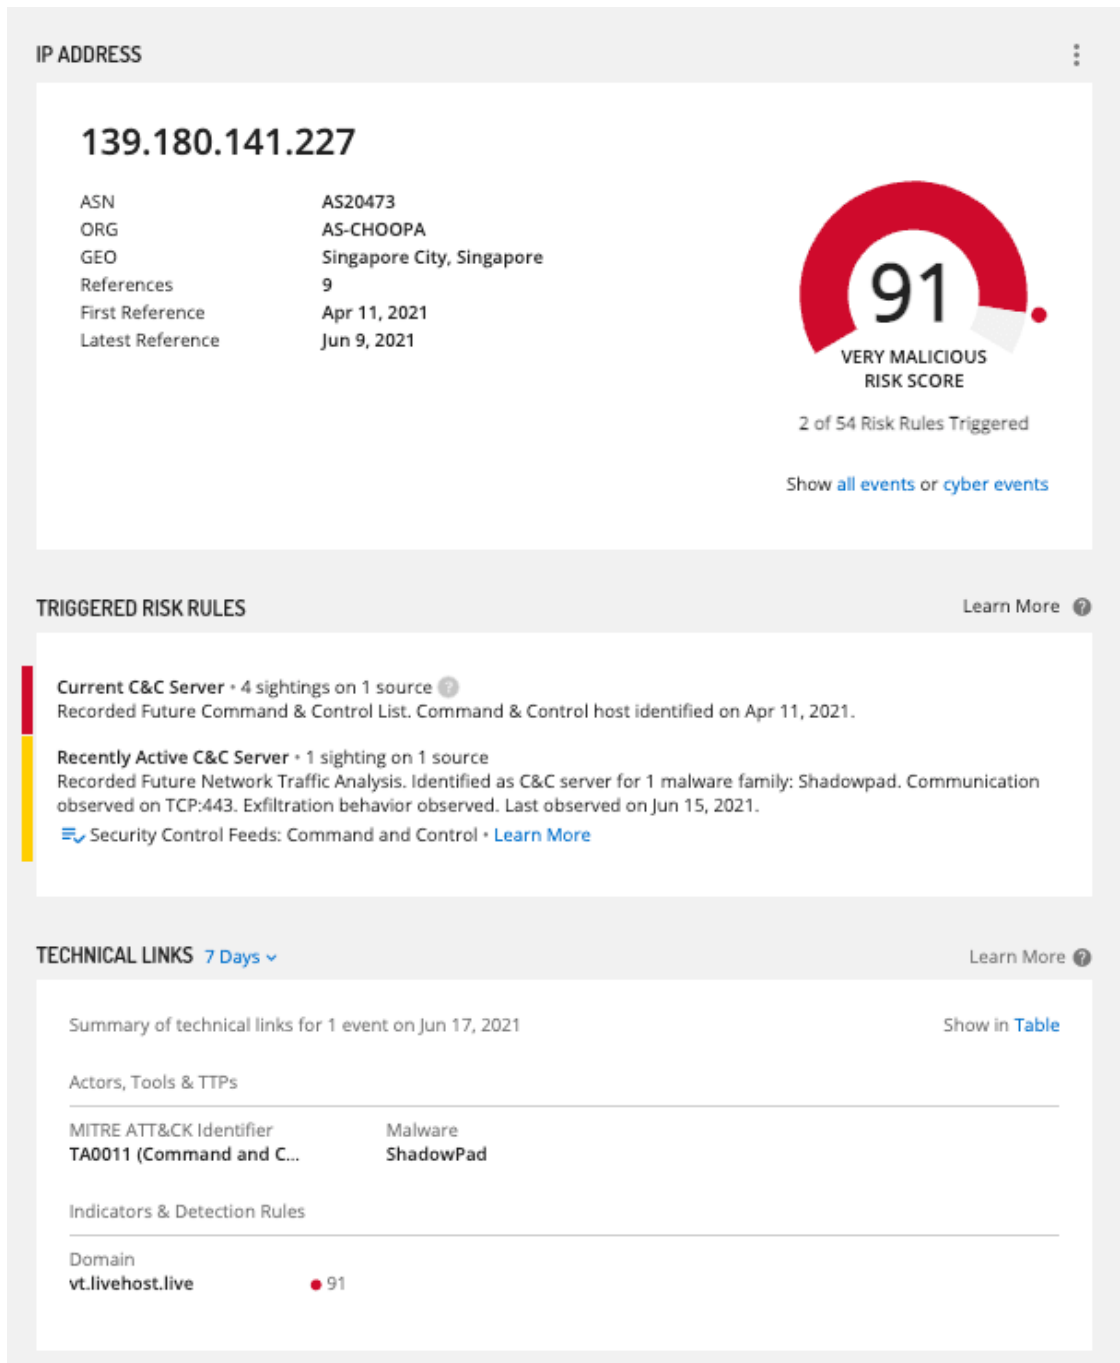 IP ADDRESS
139.180.141.227
ASN AS20473
ORG AS-CHOOPA
GEO Singapore City, Singapore
References 9
First Reference Apr 11, 2021
Latest Reference Jun 9, 2021
91
VERY MALICIOUS
RISK SCORE
2 of 54 Risk Rules Triggered
Show all events or cyber events
TRIGGERED RISK RULES
Learn More ?
Current C&C Server • 4 sightings on 1 source ?
Recorded Future Command & Control List. Command & Control host identified on Apr 11, 2021.
Recently Active C&C Server • 1 sighting on 1 source
Recorded Future Network Traffic Analysis. Identified as C&C server for 1 malware family: Shadowpad. Communication
observed on TCP:443. Exfiltration behavior observed. Last observed on Jun 15, 2021.
Security Control Feeds: Command and Control • Learn More
TECHNICAL LINKS 7 Days
Learn More ?
Summary of technical links for 1 event on Jun 17, 2021
Show in Table
Actors, Tools & TTPs
MITRE ATT&CK Identifier
TA0011 (Command and C...
Malware
ShadowPad
Indicators & Detection Rules
Domain
vt.livehost.live 91